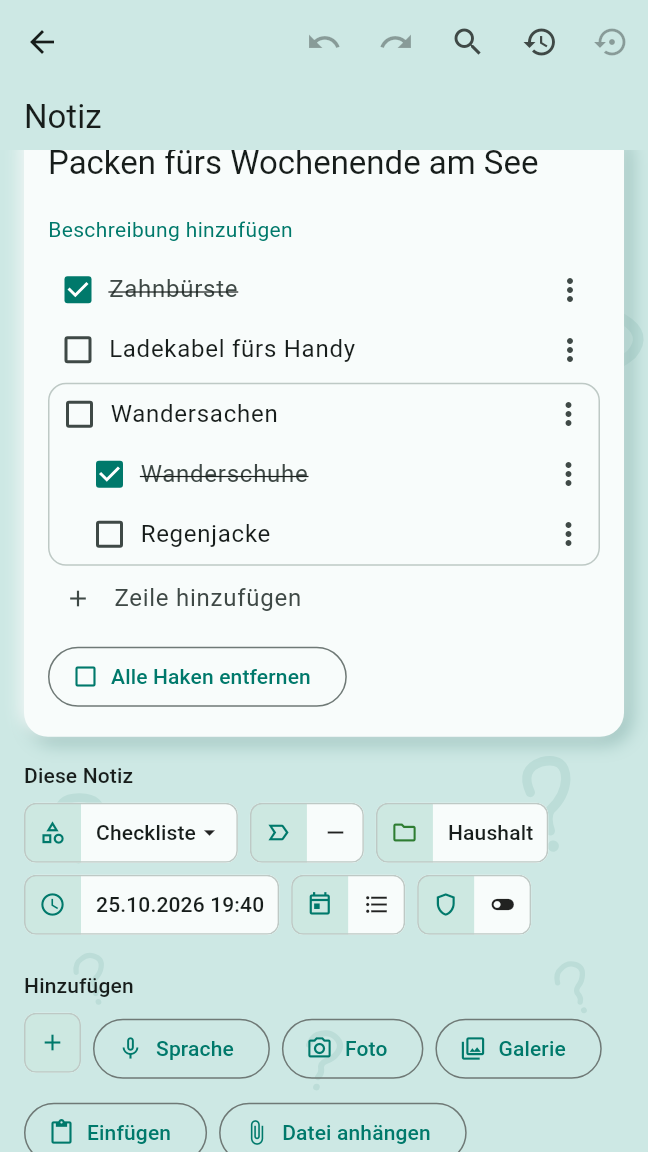 Notiz
Packen fürs Wochenende am See
Beschreibung hinzufügen
Zahnbürste
Ladekabel fürs Handy
Wandersachen
Wanderschuhe
Regenjacke
Zeile hinzufügen
Alle Haken entfernen
Diese Notiz
Checkliste
Haushalt
25.10.2026 19:40
Hinzufügen
Sprache
Foto
Galerie
Einfügen
Datei anhängen